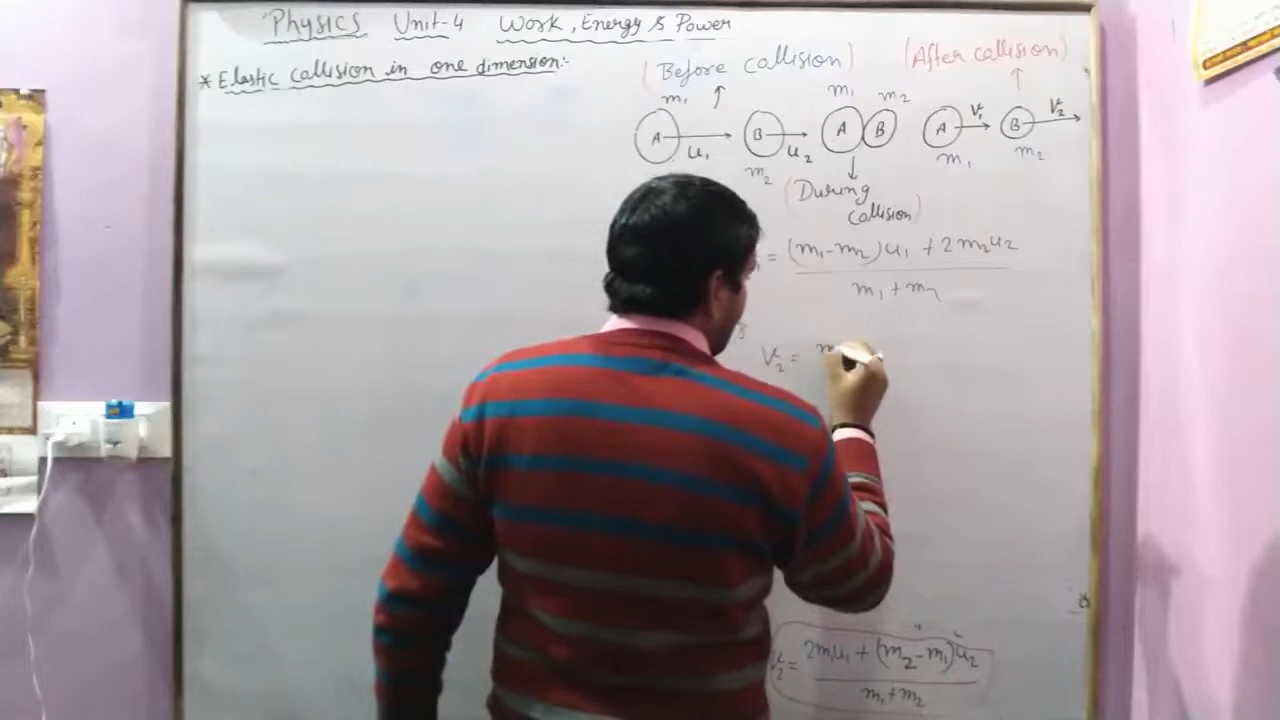 Physics Unit-4 Work, Energy & Power
* Elastic collision in one dimension:-
(Before collision)
(After collision)
m₁
m₁ m₂
A u₁ B u₂ A B A V₁ B V₂
m₂ m₁ m₂
(During
collision)
= (m₁-m₂)u₁ + 2m₂u₂
m₁ + m₂
V₂ = m
V₂ = 2m₁u₁ + (m₂-m₁)u₂
m₁+m₂